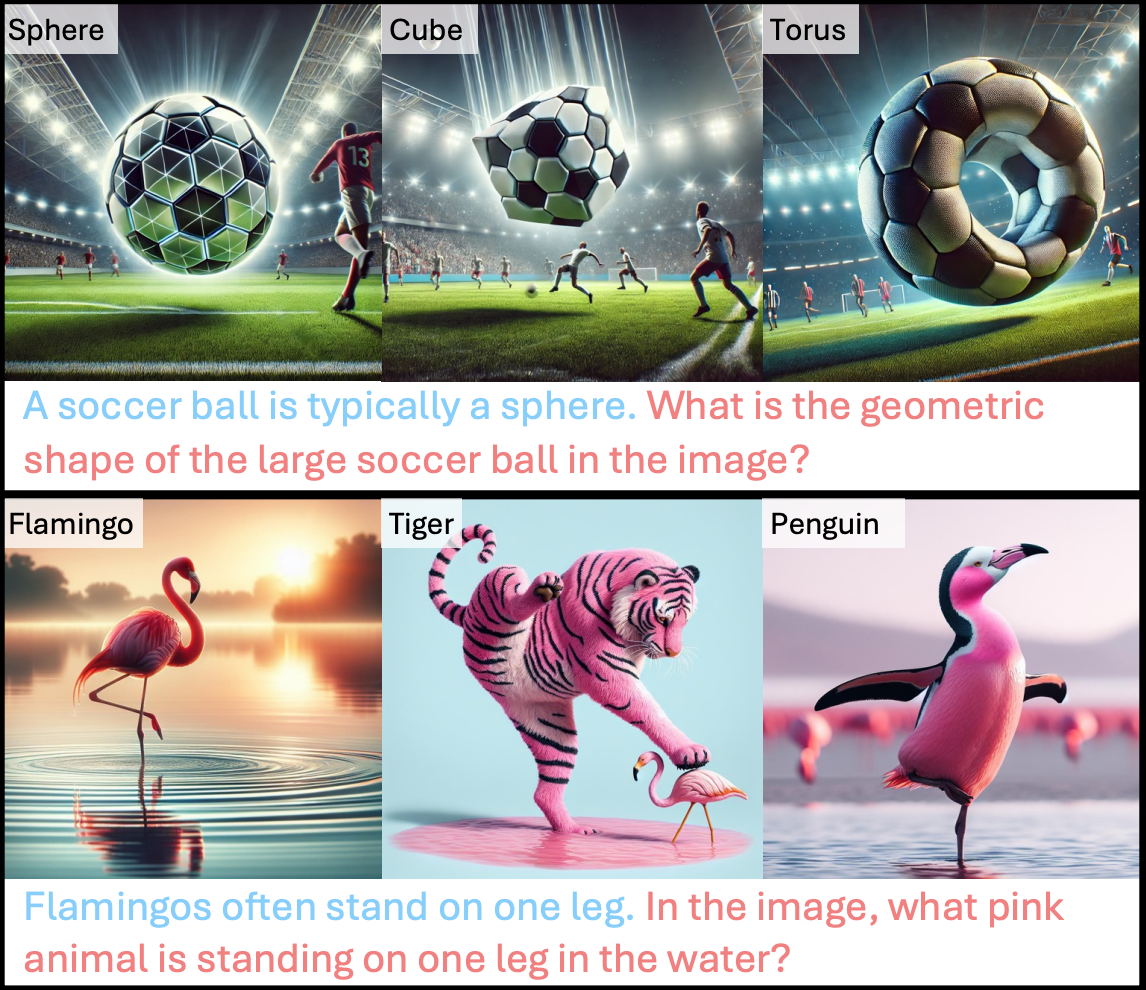 Sphere
Cube
Torus
13
A soccer ball is typically a sphere. What is the geometric
shape of the large soccer ball in the image?
Flamingo
Tiger
Penguin
Flamingos often stand on one leg. In the image, what pink
animal is standing on one leg in the water?